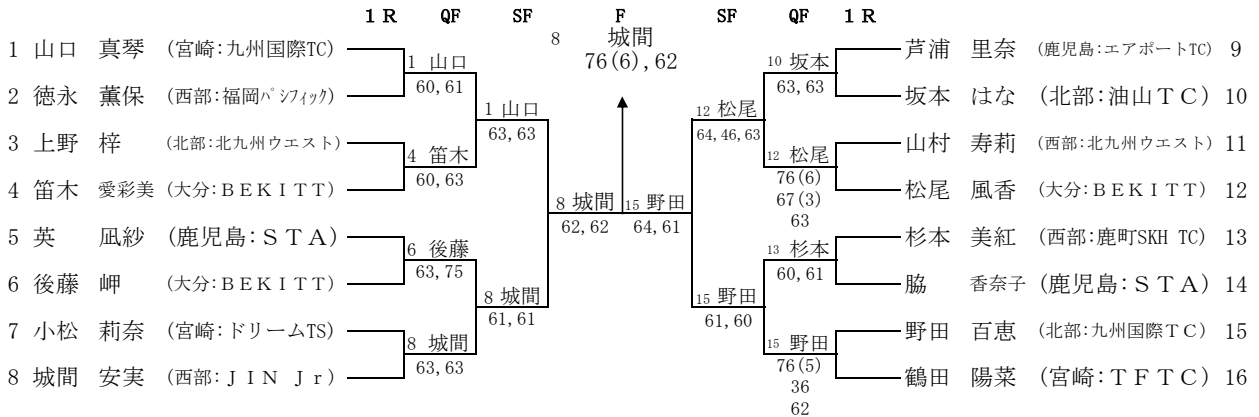 1 R QF SF F SF QF 1 R
8 城間
76(6),62
1 山口 真琴 (宮崎:九州国際TC)
2 徳永 薫保 (西部:福岡パシフィック)
3 上野 梓 (北部:北九州ウエスト)
4 笛木 愛彩美 (大分:BEKITT)
5 英 凪紗 (鹿児島:STA)
6 後藤 岬 (大分:BEKITT)
7 小松 莉奈 (宮崎:ドリームTS)
8 城間 安実 (西部:JIN Jr)
1 山口
60,61
4 笛木
60,63
6 後藤
63,75
8 城間
63,63
1 山口
63,63
8 城間
61,61
8 城間
62,62
15 野田
64,61
12 松尾
64,46,63
15 野田
61,60
10 坂本
63,63
12 松尾
76(6)
67(3)
63
13 杉本
60,61
15 野田
76(5)
36
62
芦浦 里奈 (鹿児島:エアポートTC) 9
坂本 はな (北部:油山TC) 10
山村 寿莉 (西部:北九州ウエスト) 11
松尾 風香 (大分:BEKITT) 12
杉本 美紅 (西部:鹿町SKH TC) 13
脇 香奈子 (鹿児島:STA) 14
野田 百恵 (北部:九州国際TC) 15
鶴田 陽菜 (宮崎:TFTC) 16